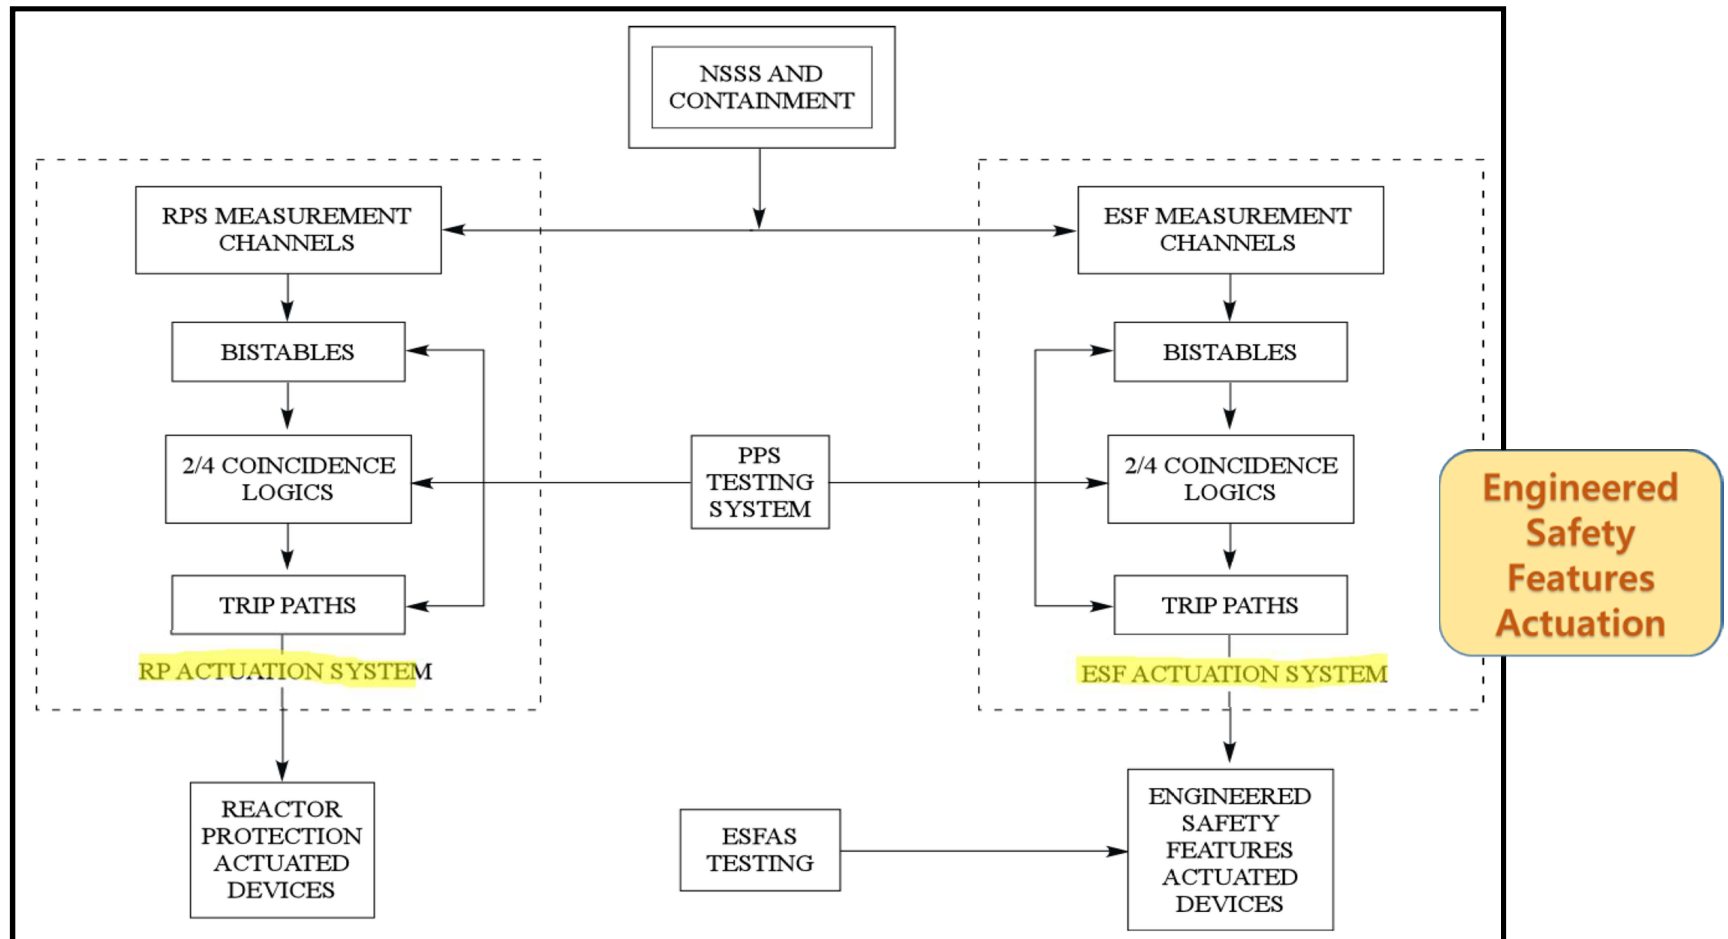 NSSS AND
CONTAINMENT
RPS MEASUREMENT
CHANNELS
ESF MEASUREMENT
CHANNELS
BISTABLES
BISTABLES
2/4 COINCIDENCE
LOGICS
PPS
TESTING
SYSTEM
2/4 COINCIDENCE
LOGICS
Engineered
Safety
Features
Actuation
TRIP PATHS
TRIP PATHS
RP ACTUATION SYSTEM
ESF ACTUATION SYSTEM
REACTOR
PROTECTION
ACTUATED
DEVICES
ESFAS
TESTING
ENGINEERED
SAFETY
FEATURES
ACTUATED
DEVICES